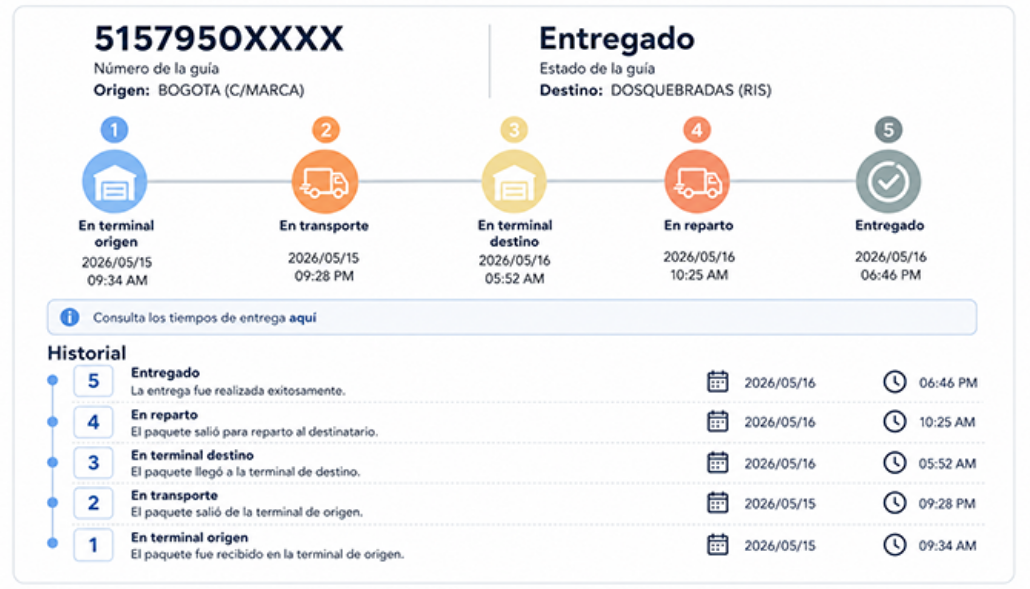 5157950XXXX
Número de la guía
Origen: BOGOTA (C/MARCA)
Entregado
Estado de la guía
Destino: DOSQUEBRADAS (RIS)
1
En terminal
origen
2026/05/15
09:34 AM
2
En transporte
2026/05/15
09:28 PM
3
En terminal
destino
2026/05/16
05:52 AM
4
En reparto
2026/05/16
10:25 AM
5
Entregado
2026/05/16
06:46 PM
Consulta los tiempos de entrega aquí
Historial
5 Entregado 2026/05/16 06:46 PM
La entrega fue realizada exitosamente.
4 En reparto 2026/05/16 10:25 AM
El paquete salió para reparto al destinatario.
3 En terminal destino 2026/05/16 05:52 AM
El paquete llegó a la terminal de destino.
2 En transporte 2026/05/15 09:28 PM
El paquete salió de la terminal de origen.
1 En terminal origen 2026/05/15 09:34 AM
El paquete fue recibido en la terminal de origen.